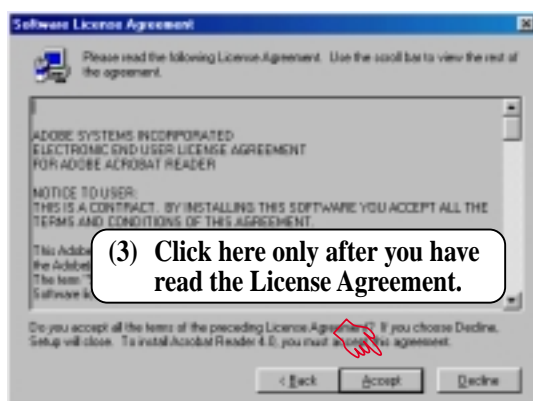 Software License Agreement
Please read the following License Agreement. Use the scroll bar to view the rest of
the agreement.
ADOBE SYSTEMS INCORPORATED
ELECTRONIC END USER LICENSE AGREEMENT
FOR ADOBE ACROBAT READER
NOTICE TO USER:
THIS IS A CONTRACT. BY INSTALLING THIS SOFTWARE YOU ACCEPT ALL THE
TERMS AND CONDITIONS OF THIS AGREEMENT.
This Adobe
the Adobe
The term
Software
(3) Click here only after you have
read the License Agreement.
Do you accept all the terms of the preceding License Agreement? If you choose Decline,
Setup will close. To install Acrobat Reader 4.0, you must accept this agreement.
< Back Accept Decline